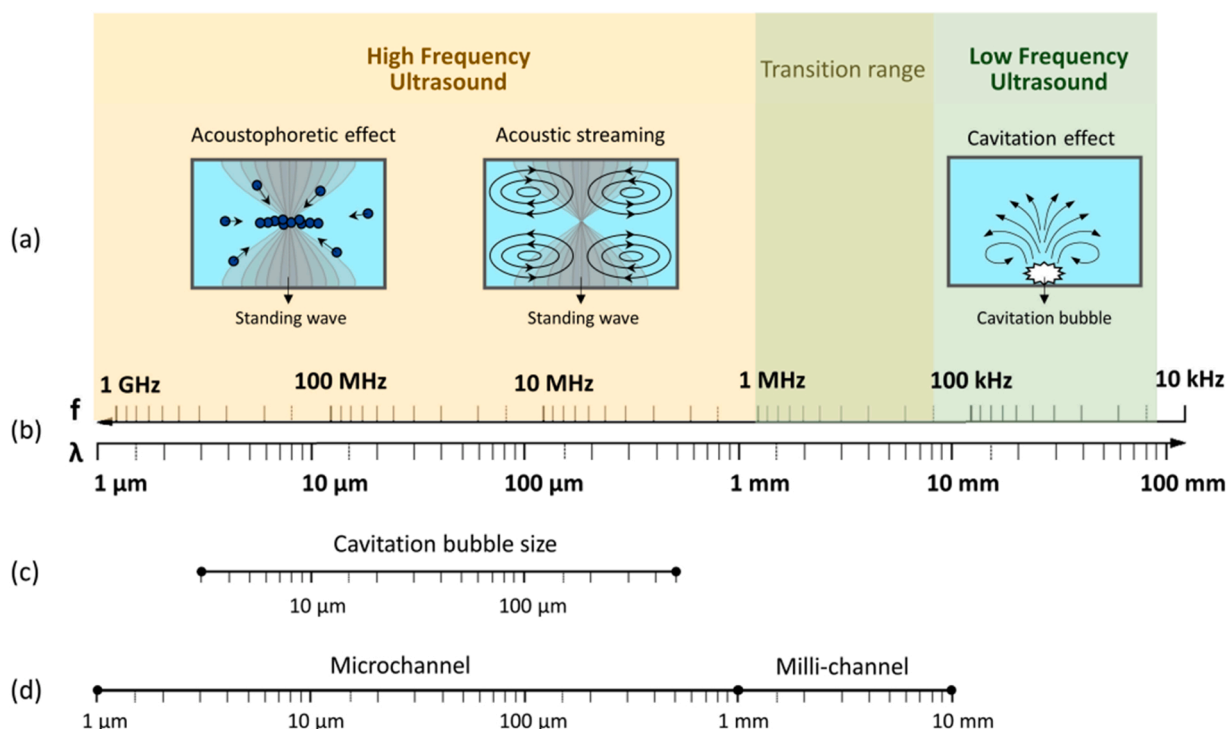 High Frequency
Ultrasound
Transition range
Low Frequency
Ultrasound
Acoustophoretic effect
Acoustic streaming
Cavitation effect
(a)
Standing wave
Standing wave
Cavitation bubble
1 GHz
100 MHz
10 MHz
1 MHz
100 kHz
10 kHz
f
(b)
λ
1 μm
10 μm
100 μm
1 mm
10 mm
100 mm
Cavitation bubble size
(c)
10 μm
100 μm
Microchannel
Milli-channel
(d)
1 μm
10 μm
100 μm
1 mm
10 mm